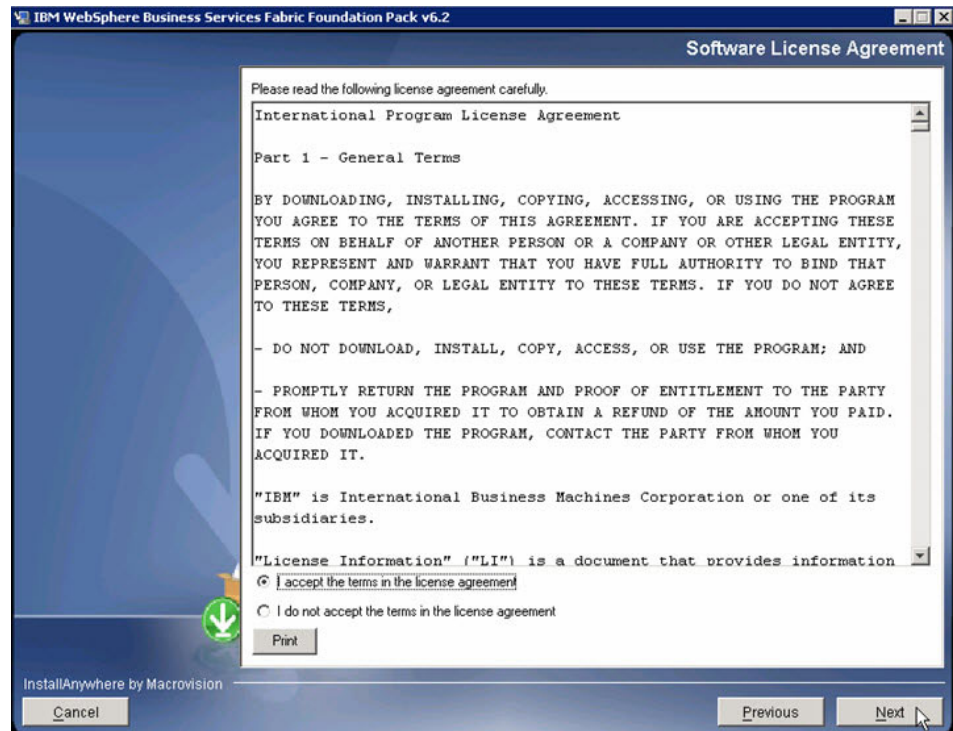 IBM WebSphere Business Services Fabric Foundation Pack v6.2
Software License Agreement
Please read the following license agreement carefully.
International Program License Agreement
Part 1 - General Terms
BY DOWNLOADING, INSTALLING, COPYING, ACCESSING, OR USING THE PROGRAM
YOU AGREE TO THE TERMS OF THIS AGREEMENT. IF YOU ARE ACCEPTING THESE
TERMS ON BEHALF OF ANOTHER PERSON OR A COMPANY OR OTHER LEGAL ENTITY,
YOU REPRESENT AND WARRANT THAT YOU HAVE FULL AUTHORITY TO BIND THAT
PERSON, COMPANY, OR LEGAL ENTITY TO THESE TERMS. IF YOU DO NOT AGREE
TO THESE TERMS,
- DO NOT DOWNLOAD, INSTALL, COPY, ACCESS, OR USE THE PROGRAM; AND
- PROMPTLY RETURN THE PROGRAM AND PROOF OF ENTITLEMENT TO THE PARTY
FROM WHOM YOU ACQUIRED IT TO OBTAIN A REFUND OF THE AMOUNT YOU PAID.
IF YOU DOWNLOADED THE PROGRAM, CONTACT THE PARTY FROM WHOM YOU
ACQUIRED IT.
"IBM" is International Business Machines Corporation or one of its
subsidiaries.
"License Information" ("LI") is a document that provides information
I accept the terms in the license agreement
I do not accept the terms in the license agreement
Print
InstallAnywhere by Macrovision
Cancel
Previous
Next